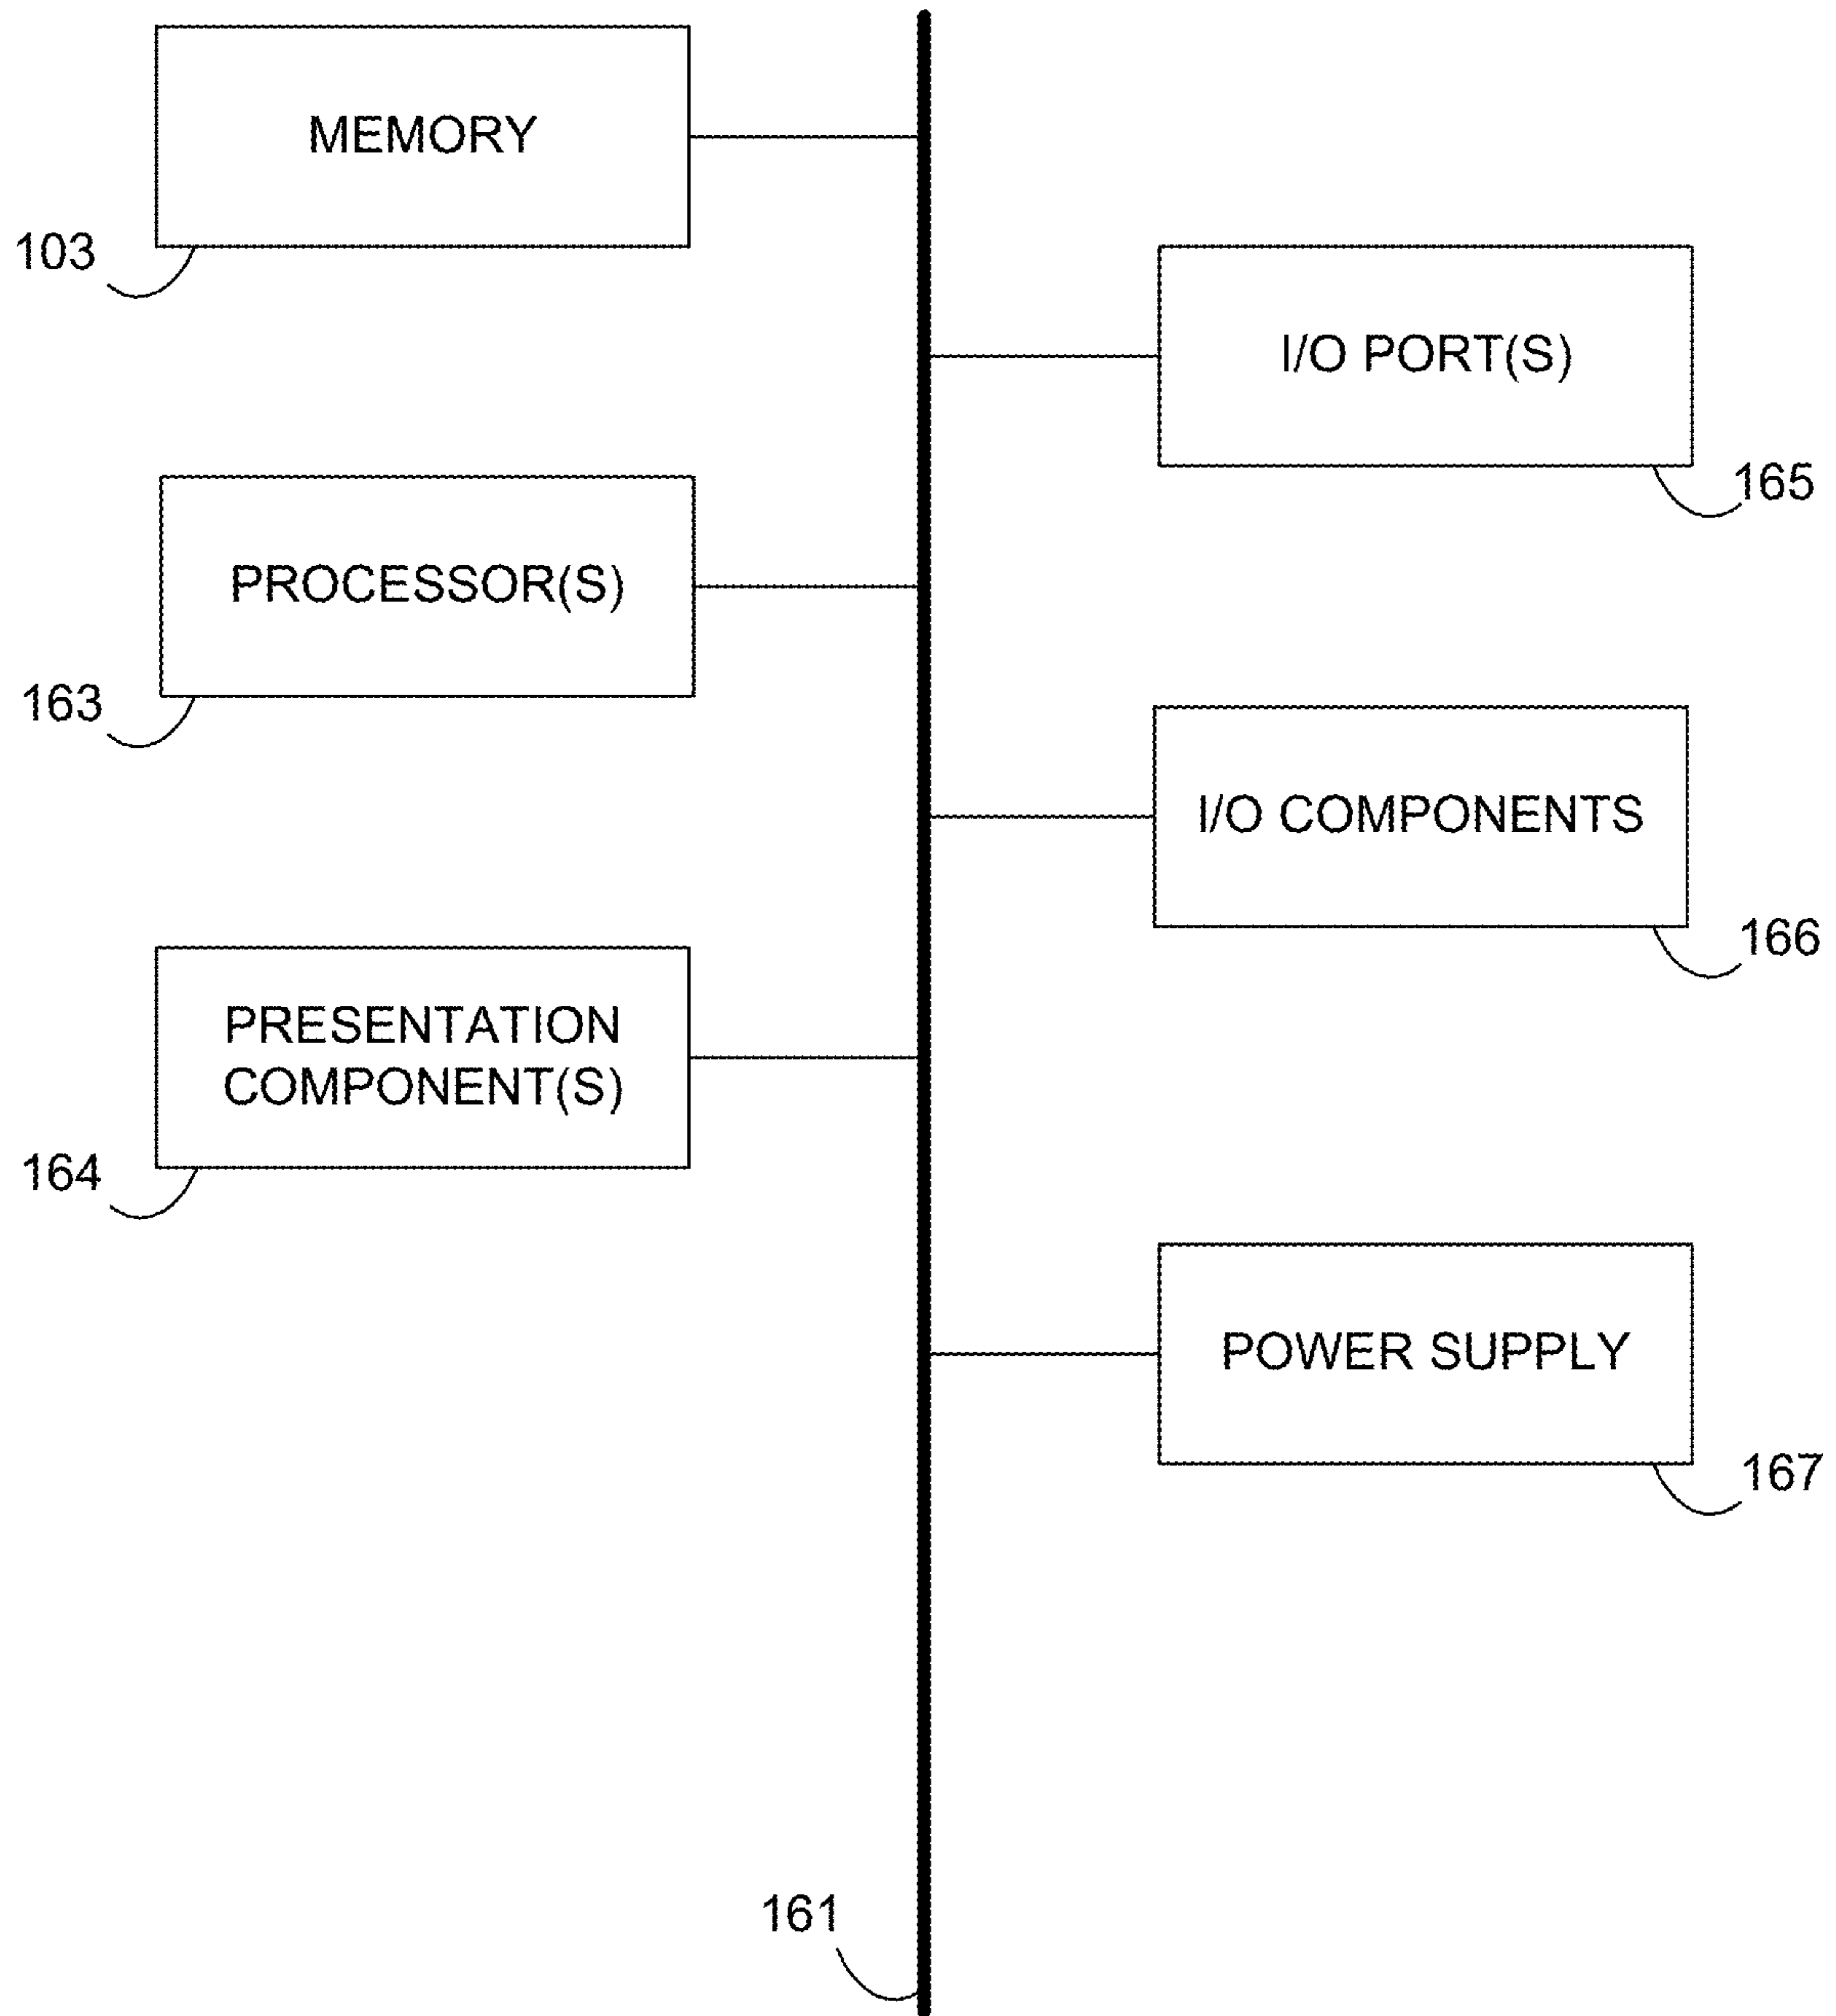 MEMORY
103
I/O PORT(S)
165
PROCESSOR(S)
163
I/O COMPONENTS
166
PRESENTATION
COMPONENT(S)
164
POWER SUPPLY
167
161